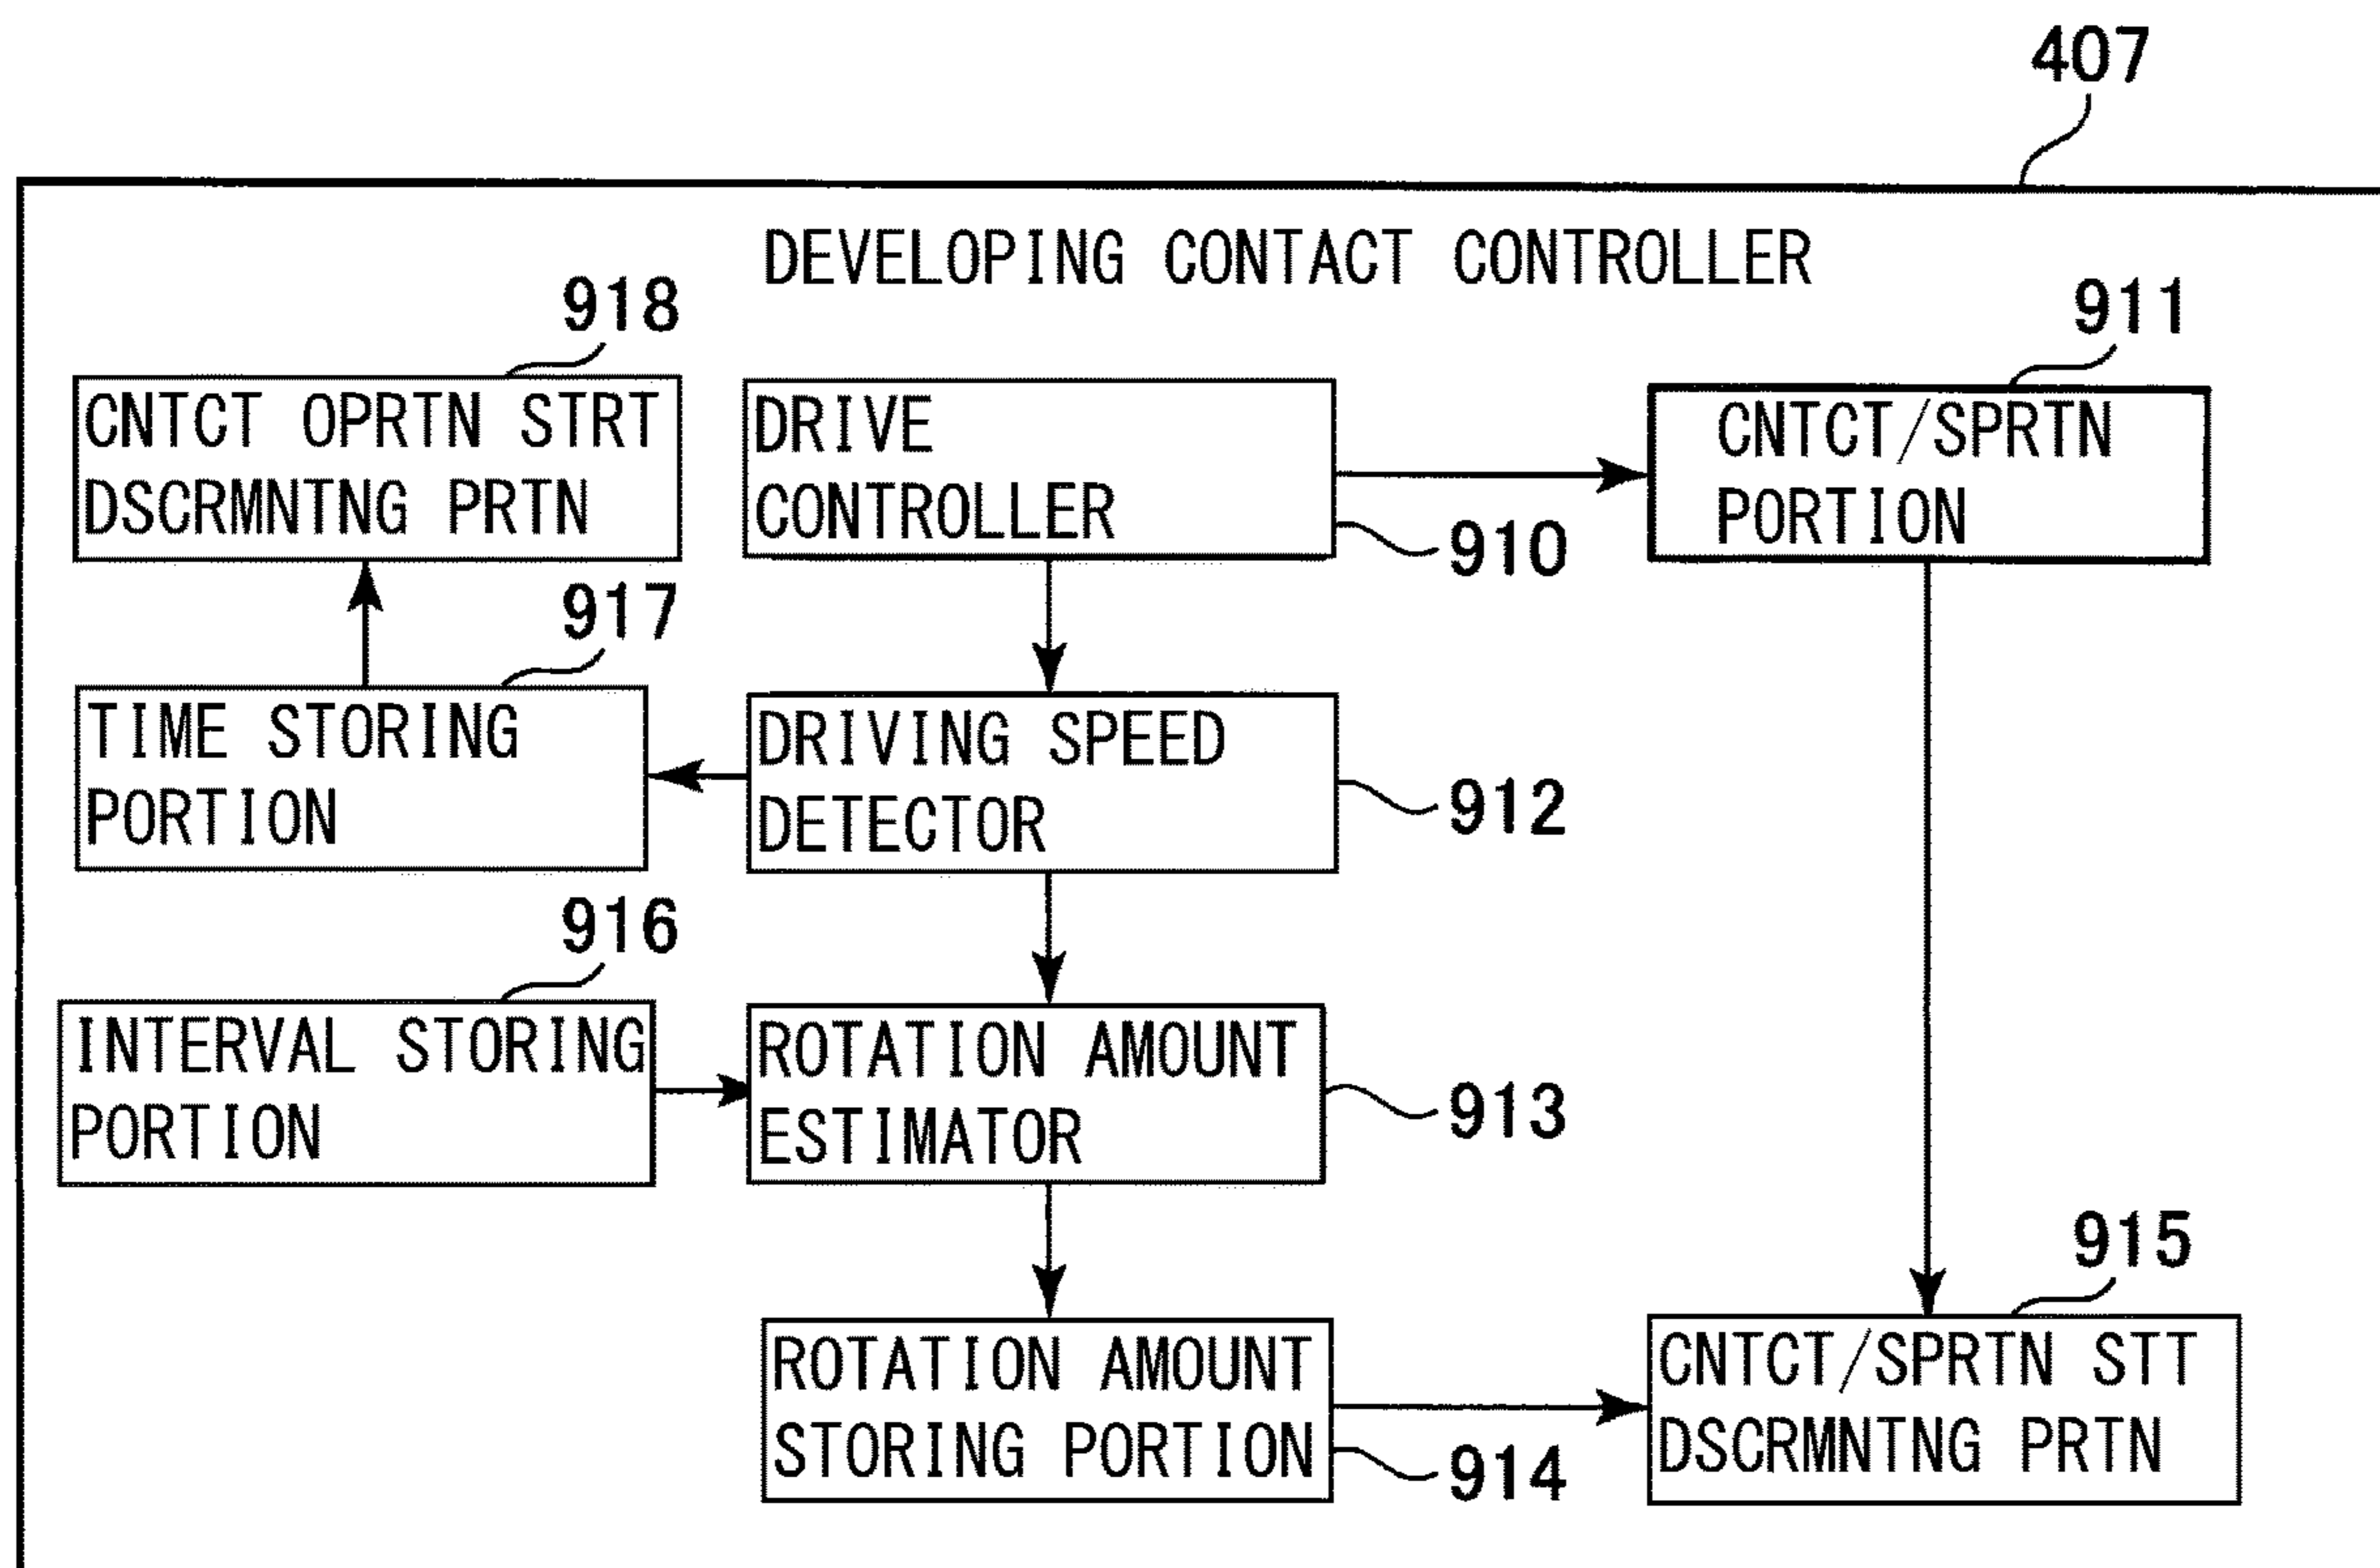 407
DEVELOPING CONTACT CONTROLLER
918
CNTCT OPRTN STRT
DSCRMNTNG PRTN
DRIVE
CONTROLLER
910
911
CNTCT/SPRTN
PORTION
917
TIME STORING
PORTION
DRIVING SPEED
DETECTOR
912
916
INTERVAL STORING
PORTION
ROTATION AMOUNT
ESTIMATOR
913
ROTATION AMOUNT
STORING PORTION
914
915
CNTCT/SPRTN STT
DSCRMNTNG PRTN